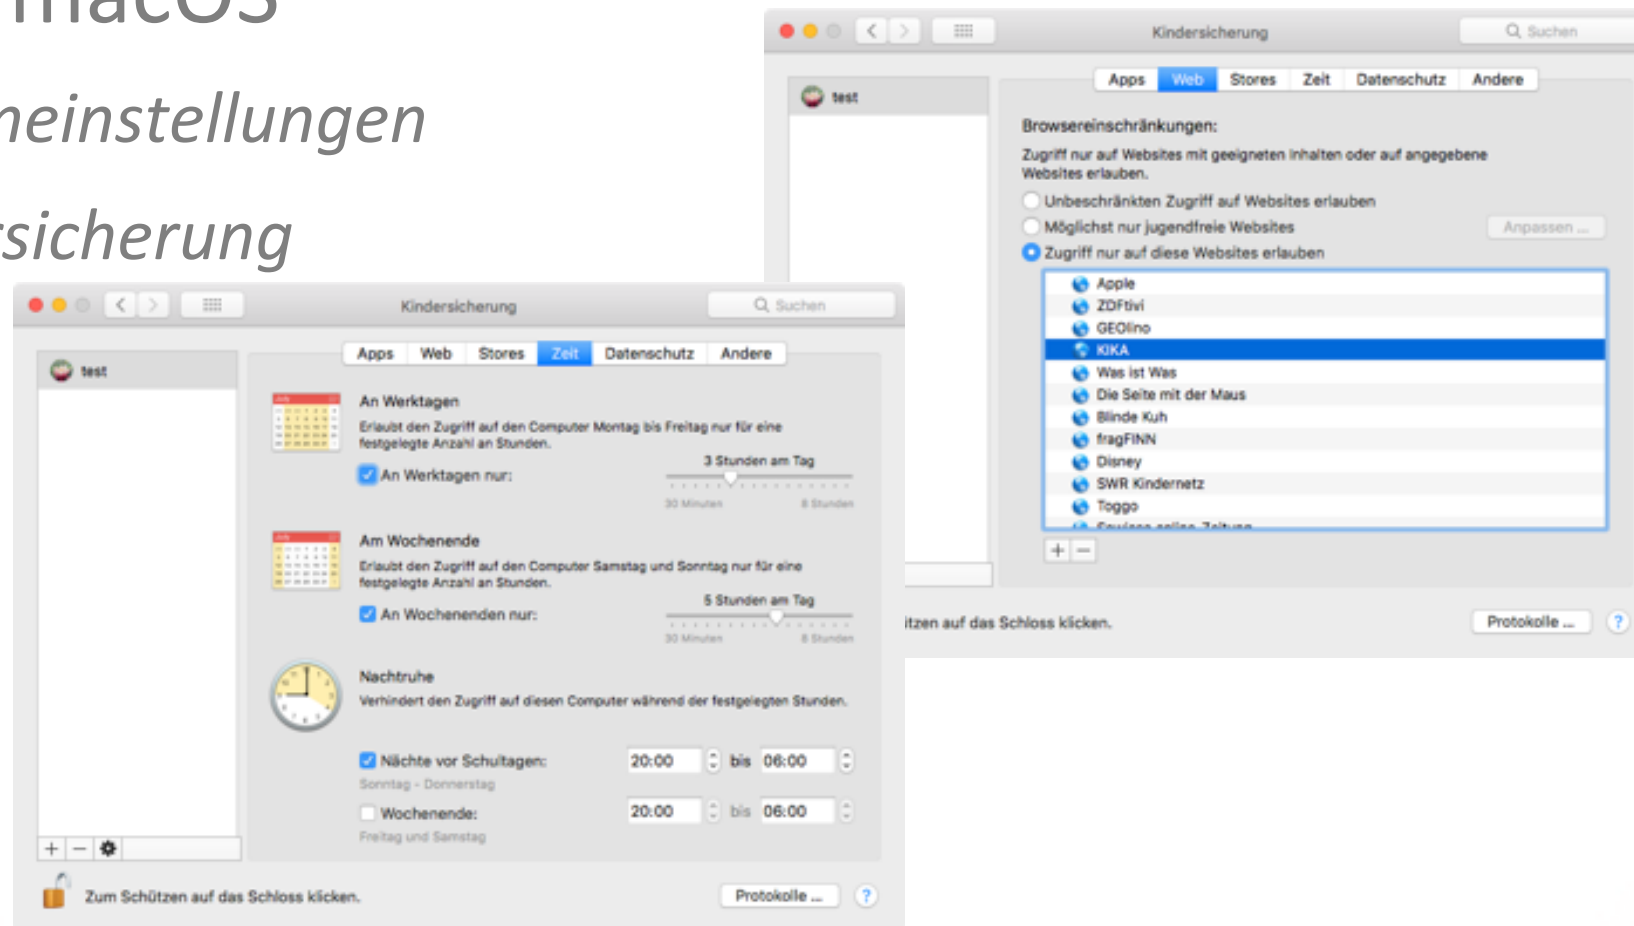 macOS
neinstellungen
rsicherung
Kindersicherung
Suchen
test
Apps Web Stores Zeit Datenschutz Andere
Browsereinschränkungen:
Zugriff nur auf Websites mit geeigneten Inhalten oder auf angegebene
Websites erlauben.
Unbeschränkten Zugriff auf Websites erlauben
Möglichst nur jugendfreie Websites
Anpassen ...
Zugriff nur auf diese Websites erlauben
Apple
ZDFtivi
GEOlino
KIKA
Was ist Was
Die Seite mit der Maus
Blinde Kuh
fragFINN
Disney
SWR Kindernetz
Toggo
+ −
itzen auf das Schloss klicken.
Protokolle ... ?
Kindersicherung
Suchen
test
Apps Web Stores Zeit Datenschutz Andere
An Werktagen
Erlaubt den Zugriff auf den Computer Montag bis Freitag nur für eine
festgelegte Anzahl an Stunden.
3 Stunden am Tag
An Werktagen nur:
30 Minuten 8 Stunden
Am Wochenende
Erlaubt den Zugriff auf den Computer Samstag und Sonntag nur für eine
festgelegte Anzahl an Stunden.
5 Stunden am Tag
An Wochenenden nur:
30 Minuten 8 Stunden
Nachtruhe
Verhindert den Zugriff auf diesen Computer während der festgelegten Stunden.
Nächte vor Schultagen: 20:00 bis 06:00
Sonntag - Donnerstag
Wochenende: 20:00 bis 06:00
Freitag und Samstag
+ −
Zum Schützen auf das Schloss klicken.
Protokolle ... ?